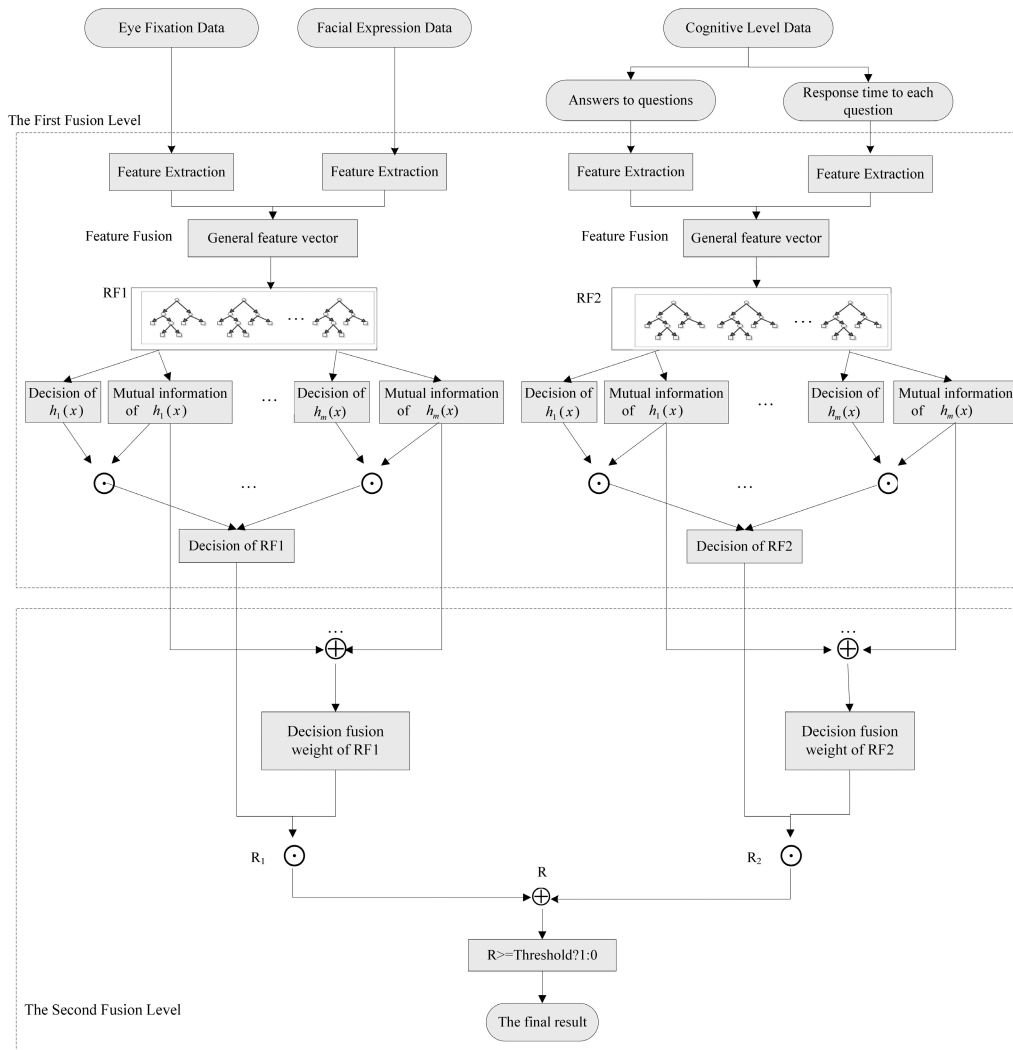 Eye Fixation Data
Facial Expression Data
Cognitive Level Data
Answers to questions
Response time to each
question
The First Fusion Level
Feature Extraction
Feature Extraction
Feature Extraction
Feature Extraction
Feature Fusion
General feature vector
Feature Fusion
General feature vector
RF1
...
RF2
...
Decision of
h₁(x)
Mutual information
of h₁(x)
...
Decision of
hₘ(x)
Mutual information
of hₘ(x)
Decision of
h₁(x)
Mutual information
of h₁(x)
...
Decision of
hₘ(x)
Mutual information
of hₘ(x)
...
...
Decision of RF1
Decision of RF2
...
...
Decision fusion
weight of RF1
Decision fusion
weight of RF2
R₁
R₂
R
R>=Threshold?1:0
The final result
The Second Fusion Level